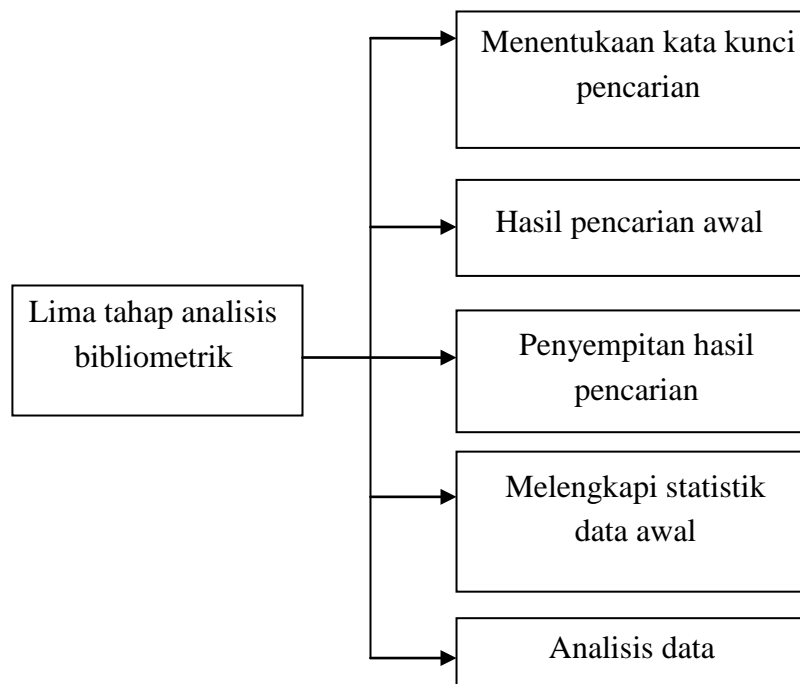 Menentukaan kata kunci
pencarian
Hasil pencarian awal
Lima tahap analisis
bibliometrik
Penyempitan hasil
pencarian
Melengkapi statistik
data awal
Analisis data